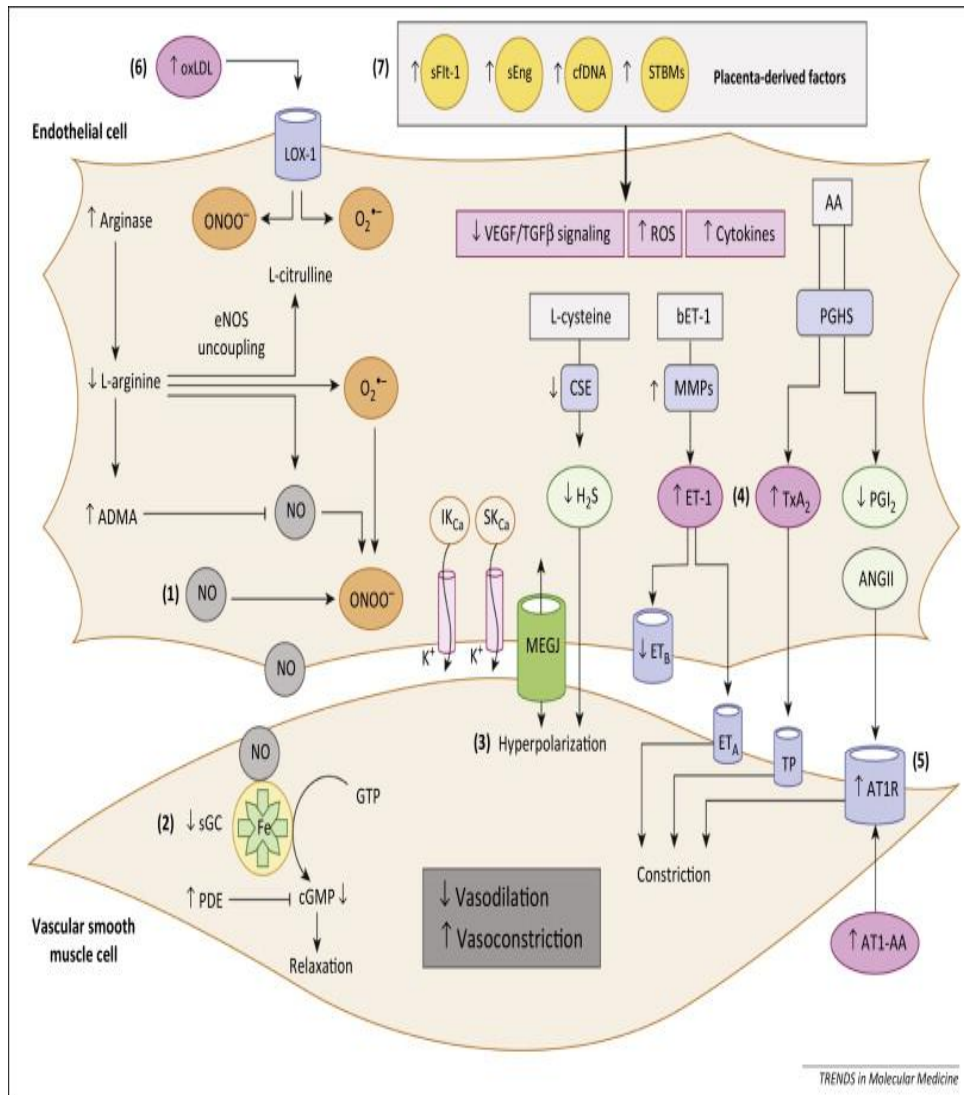 (6)
↑ oxLDL
(7)
↑ sFlt-1
↑ sEng
↑ cfDNA
↑ STBMs
Placenta-derived factors
Endothelial cell
LOX-1
↑ Arginase
ONOO⁻
O₂•⁻
↓ VEGF/TGFβ signaling
↑ ROS
↑ Cytokines
AA
L-citrulline
eNOS
uncoupling
L-cysteine
bET-1
PGHS
↓ L-arginine
O₂•⁻
↓ CSE
↑ MMPs
↑ ADMA
NO
IK_Ca
SK_Ca
↓ H₂S
↑ ET-1
(4)
↑ TxA₂
↓ PGI₂
(1)
NO
ONOO⁻
ANGII
K⁺
K⁺
MEGJ
↓ ET_B
NO
(3) Hyperpolarization
ET_A
TP
(5)
↑ AT1R
NO
(2)
↓ sGC
Fe
GTP
↑ PDE
cGMP ↓
Relaxation
↓ Vasodilation
↑ Vasoconstriction
Constriction
↑ AT1-AA
Vascular smooth
muscle cell
TRENDS in Molecular Medicine